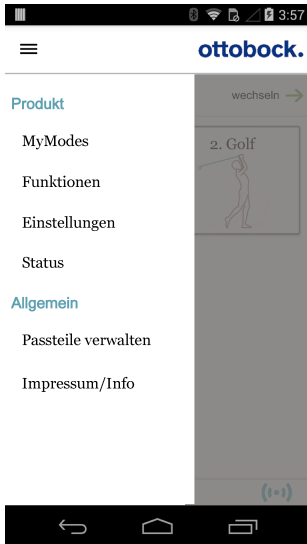 3:57
ottobock.
Produkt
wechseln
MyModes
2. Golf
Funktionen
Einstellungen
Status
Allgemein
Passteile verwalten
Impressum/Info